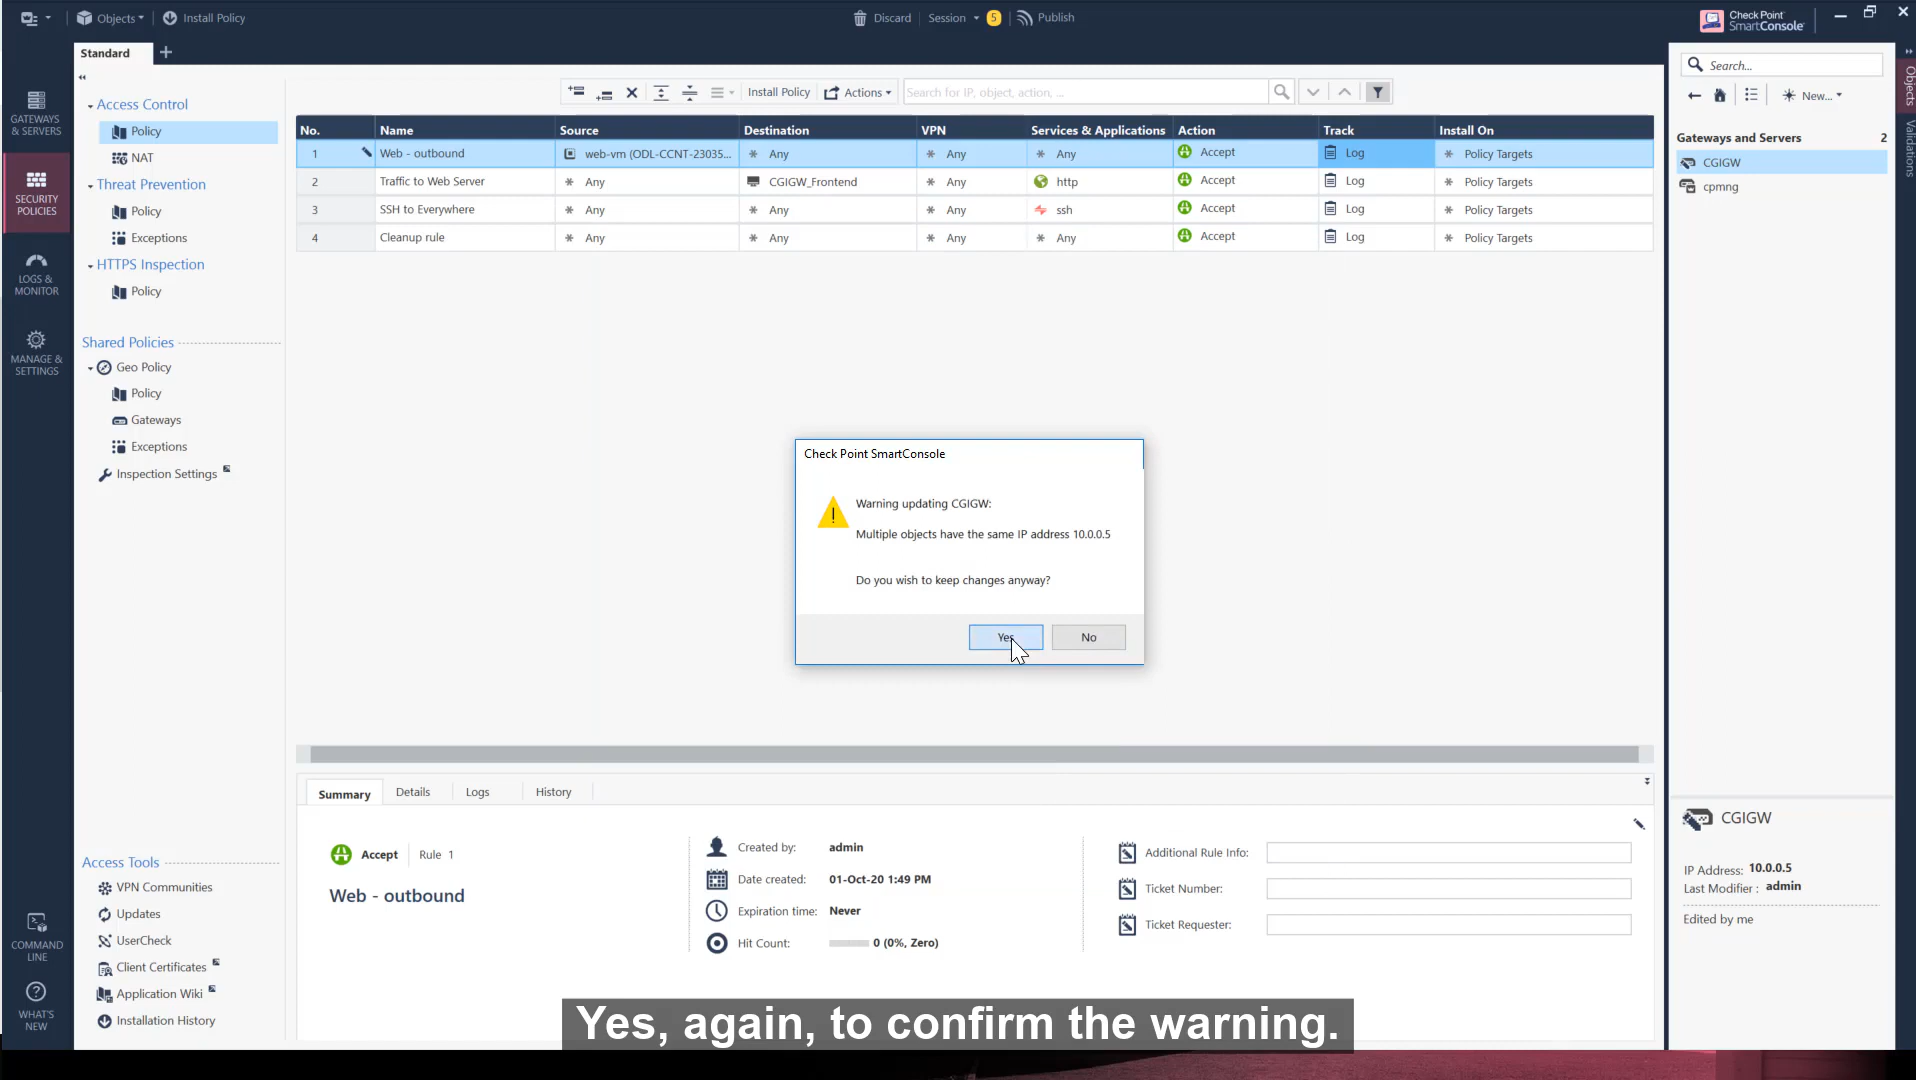 Objects
Install Policy
Discard
Session
5
Publish
Check Point
SmartConsole
Standard
Search...
New...
Objects
Validations
GATEWAYS
& SERVERS
SECURITY
POLICIES
LOGS &
MONITOR
MANAGE &
SETTINGS
COMMAND
LINE
WHAT'S
NEW
Access Control
Policy
NAT
Threat Prevention
Policy
Exceptions
HTTPS Inspection
Policy
Shared Policies
Geo Policy
Policy
Gateways
Exceptions
Inspection Settings
Access Tools
VPN Communities
Updates
UserCheck
Client Certificates
Application Wiki
Installation History
Install Policy
Actions
Search for IP, object, action, ...
No. Name Source Destination VPN Services & Applications Action Track Install On
1 Web - outbound web-vm (ODL-CCNT-23035... Any Any Any Accept Log Policy Targets
2 Traffic to Web Server Any CGIGW_Frontend Any http Accept Log Policy Targets
3 SSH to Everywhere Any Any Any ssh Accept Log Policy Targets
4 Cleanup rule Any Any Any Any Accept Log Policy Targets
Check Point SmartConsole
Warning updating CGIGW:
Multiple objects have the same IP address 10.0.0.5
Do you wish to keep changes anyway?
Yes
No
Summary Details Logs History
Accept Rule 1
Web - outbound
Created by: admin
Date created: 01-Oct-20 1:49 PM
Expiration time: Never
Hit Count: 0 (0%, Zero)
Additional Rule Info:
Ticket Number:
Ticket Requester:
Gateways and Servers 2
CGIGW
cpmng
CGIGW
IP Address: 10.0.0.5
Last Modifier : admin
Edited by me
Yes, again, to confirm the warning.